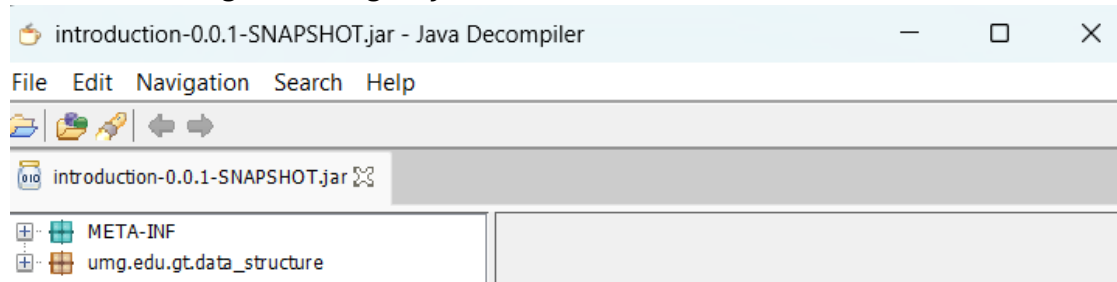 introduction-0.0.1-SNAPSHOT.jar - Java Decompiler
File Edit Navigation Search Help
010 introduction-0.0.1-SNAPSHOT.jar
META-INF
umg.edu.gt.data_structure